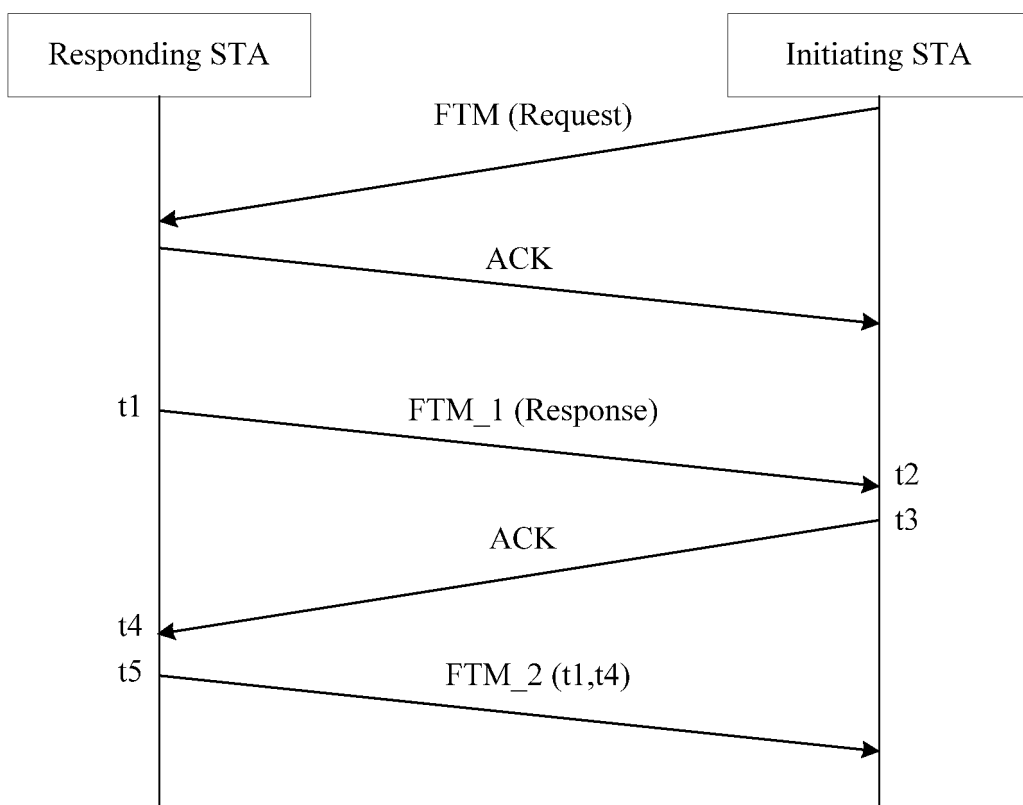 Responding STA
Initiating STA
FTM (Request)
ACK
t1
FTM_1 (Response)
t2
t3
ACK
t4
t5
FTM_2 (t1,t4)